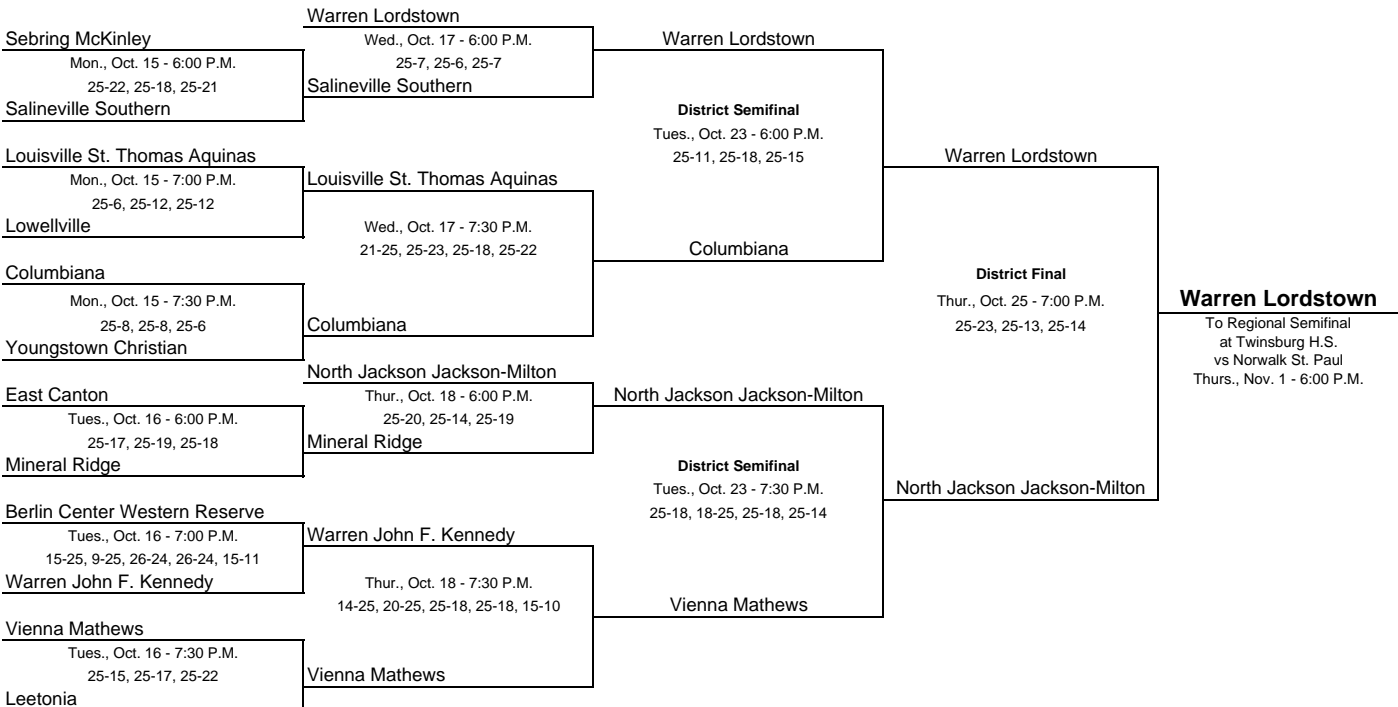 Warren Lordstown
Sebring McKinley
Wed., Oct. 17 - 6:00 P.M.
Warren Lordstown
Mon., Oct. 15 - 6:00 P.M.
25-7, 25-6, 25-7
25-22, 25-18, 25-21
Salineville Southern
Salineville Southern
District Semifinal
Tues., Oct. 23 - 6:00 P.M.
Louisville St. Thomas Aquinas
25-11, 25-18, 25-15
Warren Lordstown
Mon., Oct. 15 - 7:00 P.M.
Louisville St. Thomas Aquinas
25-6, 25-12, 25-12
Lowellville
Wed., Oct. 17 - 7:30 P.M.
21-25, 25-23, 25-18, 25-22
Columbiana
Columbiana
District Final
Mon., Oct. 15 - 7:30 P.M.
Thur., Oct. 25 - 7:00 P.M.
Warren Lordstown
25-8, 25-8, 25-6
Columbiana
25-23, 25-13, 25-14
To Regional Semifinal
Youngstown Christian
at Twinsburg H.S.
vs Norwalk St. Paul
North Jackson Jackson-Milton
Thurs., Nov. 1 - 6:00 P.M.
East Canton
Thur., Oct. 18 - 6:00 P.M.
North Jackson Jackson-Milton
Tues., Oct. 16 - 6:00 P.M.
25-20, 25-14, 25-19
25-17, 25-19, 25-18
Mineral Ridge
Mineral Ridge
District Semifinal
Tues., Oct. 23 - 7:30 P.M.
North Jackson Jackson-Milton
Berlin Center Western Reserve
25-18, 18-25, 25-18, 25-14
Tues., Oct. 16 - 7:00 P.M.
Warren John F. Kennedy
15-25, 9-25, 26-24, 26-24, 15-11
Warren John F. Kennedy
Thur., Oct. 18 - 7:30 P.M.
14-25, 20-25, 25-18, 25-18, 15-10
Vienna Mathews
Vienna Mathews
Tues., Oct. 16 - 7:30 P.M.
25-15, 25-17, 25-22
Vienna Mathews
Leetonia